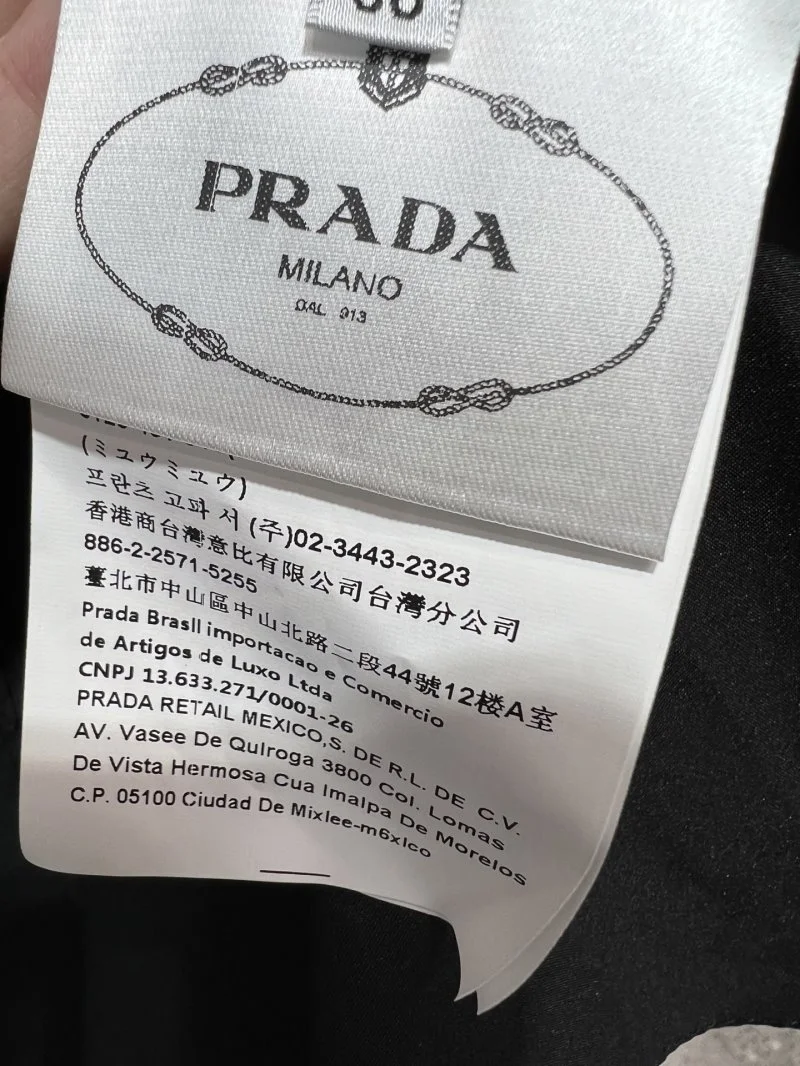 PRADA
MILANO
DAL 913
(ミュウミュウ)
프란츠 고파 서 (주)02-3443-2323
香港商台灣意比有限公司台灣分公司
886-2-2571-5255
臺北市中山區中山北路二段44號12楼A室
Prada Brasll importacao e Comercio
de Artigos de Luxo Ltda
CNPJ 13.633.271/0001-26
PRADA RETAIL MEXICO,S. DE R.L. DE C.V.
AV. Vasee De Qulroga 3800 Col. Lomas
De Vista Hermosa Cua Imalpa De Morelos
C.P. 05100 Ciudad De Mixlee-m6xlco